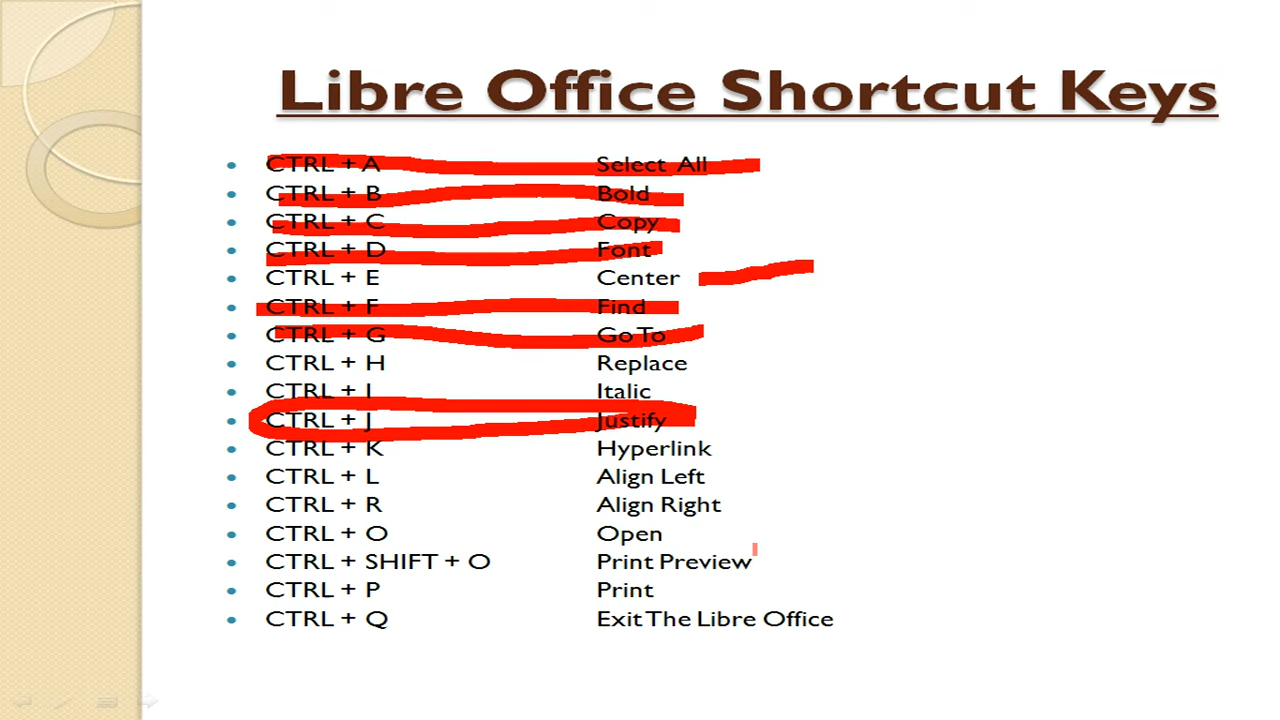 Libre Office Shortcut Keys
CTRL + A Select All
CTRL + B Bold
CTRL + C Copy
CTRL + D Font
CTRL + E Center
CTRL + F Find
CTRL + G Go To
CTRL + H Replace
CTRL + I Italic
CTRL + J Justify
CTRL + K Hyperlink
CTRL + L Align Left
CTRL + R Align Right
CTRL + O Open
CTRL + SHIFT + O Print Preview
CTRL + P Print
CTRL + Q Exit The Libre Office